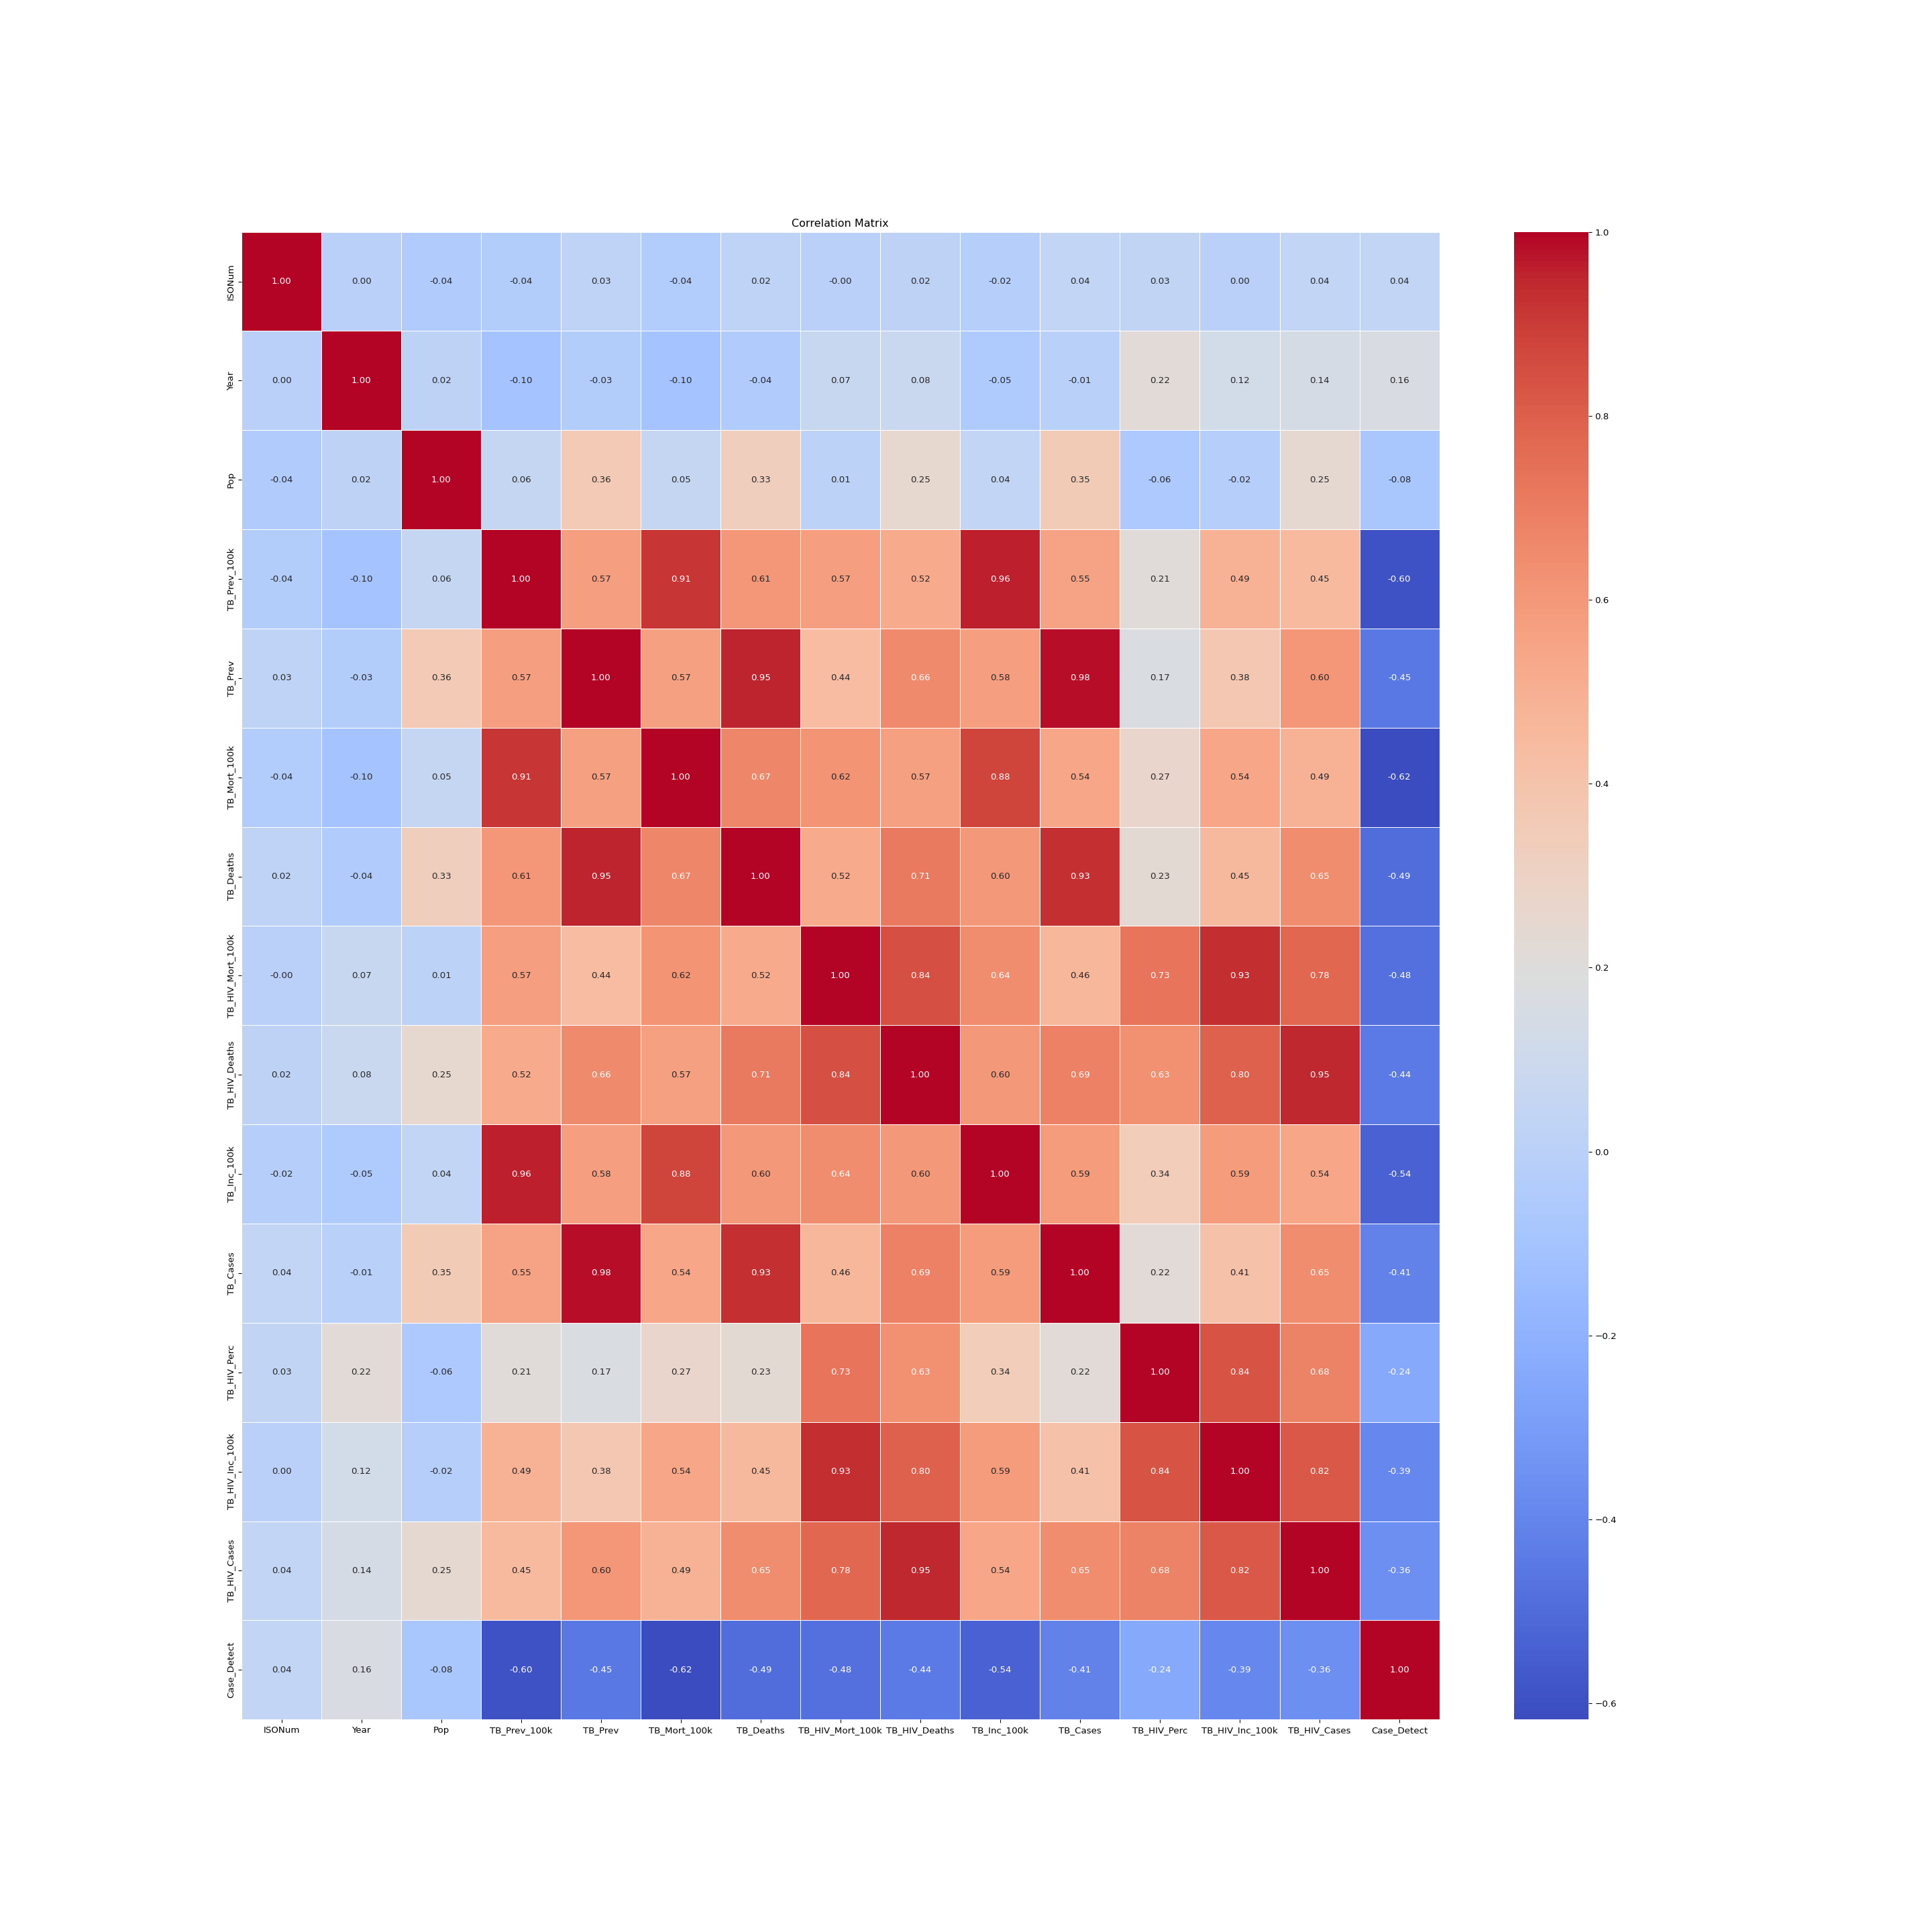 Correlation Matrix
ISONum 1.00 0.00 -0.04 -0.04 0.03 -0.04 0.02 -0.00 0.02 -0.02 0.04 0.03 0.00 0.04 0.04
Year 0.00 1.00 0.02 -0.10 -0.03 -0.10 -0.04 0.07 0.08 -0.05 -0.01 0.22 0.12 0.14 0.16
Pop -0.04 0.02 1.00 0.06 0.36 0.05 0.33 0.01 0.25 0.04 0.35 -0.06 -0.02 0.25 -0.08
TB_Prev_100k -0.04 -0.10 0.06 1.00 0.57 0.91 0.61 0.57 0.52 0.96 0.55 0.21 0.49 0.45 -0.60
TB_Prev 0.03 -0.03 0.36 0.57 1.00 0.57 0.95 0.44 0.66 0.58 0.98 0.17 0.38 0.60 -0.45
TB_Mort_100k -0.04 -0.10 0.05 0.91 0.57 1.00 0.67 0.62 0.57 0.88 0.54 0.27 0.54 0.49 -0.62
TB_Deaths 0.02 -0.04 0.33 0.61 0.95 0.67 1.00 0.52 0.71 0.60 0.93 0.23 0.45 0.65 -0.49
TB_HIV_Mort_100k -0.00 0.07 0.01 0.57 0.44 0.62 0.52 1.00 0.84 0.64 0.46 0.73 0.93 0.78 -0.48
TB_HIV_Deaths 0.02 0.08 0.25 0.52 0.66 0.57 0.71 0.84 1.00 0.60 0.69 0.63 0.80 0.95 -0.44
TB_Inc_100k -0.02 -0.05 0.04 0.96 0.58 0.88 0.60 0.64 0.60 1.00 0.59 0.34 0.59 0.54 -0.54
TB_Cases 0.04 -0.01 0.35 0.55 0.98 0.54 0.93 0.46 0.69 0.59 1.00 0.22 0.41 0.65 -0.41
TB_HIV_Perc 0.03 0.22 -0.06 0.21 0.17 0.27 0.23 0.73 0.63 0.34 0.22 1.00 0.84 0.68 -0.24
TB_HIV_Inc_100k 0.00 0.12 -0.02 0.49 0.38 0.54 0.45 0.93 0.80 0.59 0.41 0.84 1.00 0.82 -0.39
TB_HIV_Cases 0.04 0.14 0.25 0.45 0.60 0.49 0.65 0.78 0.95 0.54 0.65 0.68 0.82 1.00 -0.36
Case_Detect 0.04 0.16 -0.08 -0.60 -0.45 -0.62 -0.49 -0.48 -0.44 -0.54 -0.41 -0.24 -0.39 -0.36 1.00
ISONum Year Pop TB_Prev_100k TB_Prev TB_Mort_100k TB_Deaths TB_HIV_Mort_100k TB_HIV_Deaths TB_Inc_100k TB_Cases TB_HIV_Perc TB_HIV_Inc_100k TB_HIV_Cases Case_Detect
1.0
0.8
0.6
0.4
0.2
0.0
−0.2
−0.4
−0.6